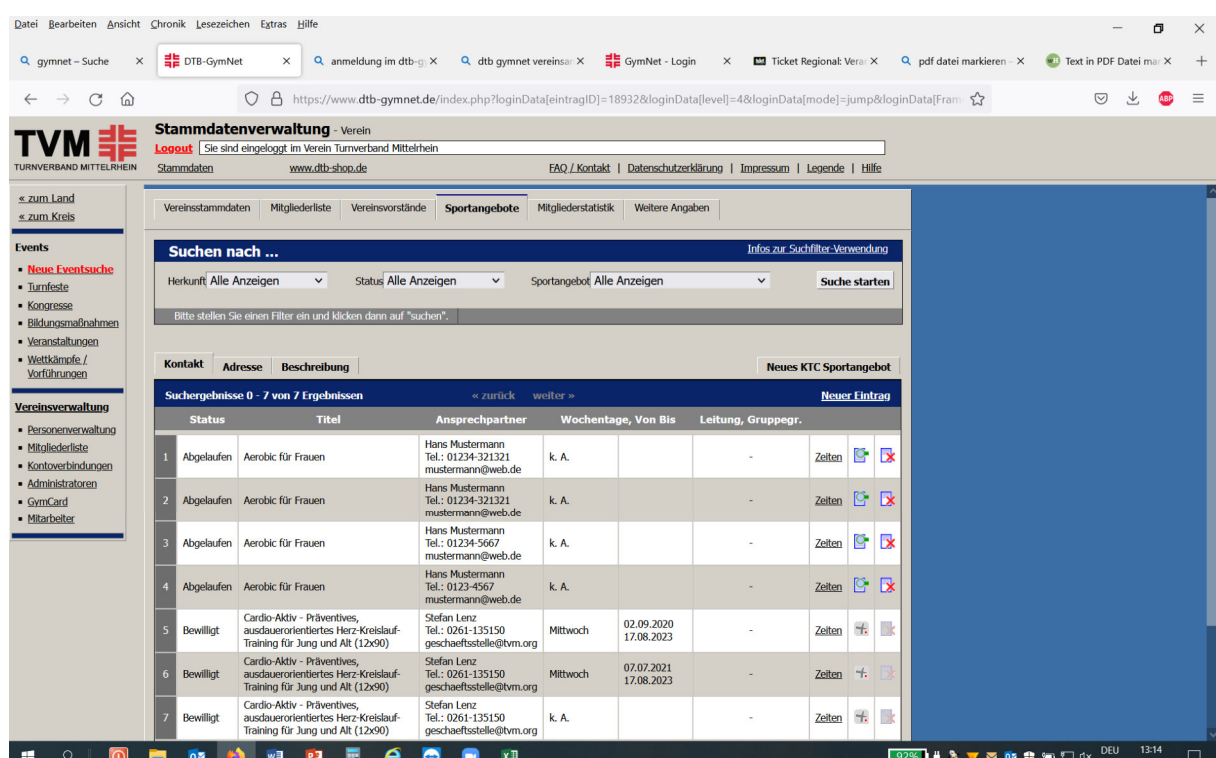 Datei Bearbeiten Ansicht Chronik Lesezeichen Extras Hilfe
gymnet – Suche
DTB-GymNet
anmeldung im dtb-g
dtb gymnet vereinsan
GymNet - Login
Ticket Regional: Veran
pdf datei markieren -
Text in PDF Datei mar
https://www.dtb-gymnet.de/index.php?loginData[eintragID]=18932&loginData[level]=4&loginData[mode]=jump&loginData[Fram
ABP
TVM
TURNVERBAND MITTELRHEIN
Stammdatenverwaltung - Verein
Logout Sie sind eingeloggt im Verein Turnverband Mittelrhein
Stammdaten www.dtb-shop.de FAQ / Kontakt | Datenschutzerklärung | Impressum | Legende | Hilfe
« zum Land
« zum Kreis
Events
Neue Eventsuche
Turnfeste
Kongresse
Bildungsmaßnahmen
Veranstaltungen
Wettkämpfe /
Vorführungen
Vereinsverwaltung
Personenverwaltung
Mitgliederliste
Kontoverbindungen
Administratoren
GymCard
Mitarbeiter
Vereinsstammdaten Mitgliederliste Vereinsvorstände Sportangebote Mitgliederstatistik Weitere Angaben
Suchen nach ... Infos zur Suchfilter-Verwendung
Herkunft Alle Anzeigen Status Alle Anzeigen Sportangebot Alle Anzeigen Suche starten
Bitte stellen Sie einen Filter ein und klicken dann auf "suchen".
Kontakt Adresse Beschreibung Neues KTC Sportangebot
Suchergebnisse 0 - 7 von 7 Ergebnissen « zurück weiter » Neuer Eintrag
Status Titel Ansprechpartner Wochentage, Von Bis Leitung, Gruppegr.
1 Abgelaufen Aerobic für Frauen Hans Mustermann
Tel.: 01234-321321
mustermann@web.de k. A. - Zeiten
2 Abgelaufen Aerobic für Frauen Hans Mustermann
Tel.: 01234-321321
mustermann@web.de k. A. - Zeiten
3 Abgelaufen Aerobic für Frauen Hans Mustermann
Tel.: 01234-5667
mustermann@web.de k. A. - Zeiten
4 Abgelaufen Aerobic für Frauen Hans Mustermann
Tel.: 0123-4567
mustermann@web.de k. A. - Zeiten
5 Bewilligt Cardio-Aktiv - Präventives,
ausdauerorientiertes Herz-Kreislauf-
Training für Jung und Alt (12x90)
Stefan Lenz
Tel.: 0261-135150
geschaeftsstelle@tvm.org
Mittwoch
02.09.2020
17.08.2023
- Zeiten
6 Bewilligt Cardio-Aktiv - Präventives,
ausdauerorientiertes Herz-Kreislauf-
Training für Jung und Alt (12x90)
Stefan Lenz
Tel.: 0261-135150
geschaeftsstelle@tvm.org
Mittwoch
07.07.2021
17.08.2023
- Zeiten
7 Bewilligt Cardio-Aktiv - Präventives,
ausdauerorientiertes Herz-Kreislauf-
Training für Jung und Alt (12x90)
Stefan Lenz
Tel.: 0261-135150
geschaeftsstelle@tvm.org
k. A.
- Zeiten
92% DEU 13:14